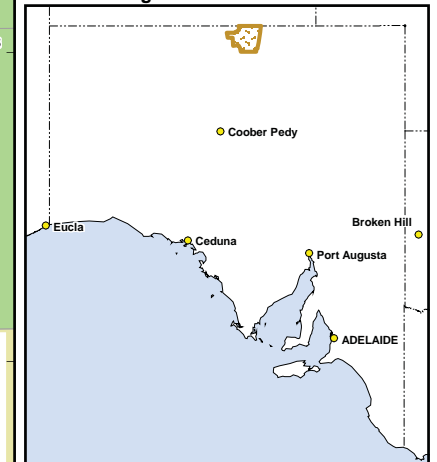 Coober Pedy
Broken Hill
Eucla
Ceduna
Port Augusta
ADELAIDE